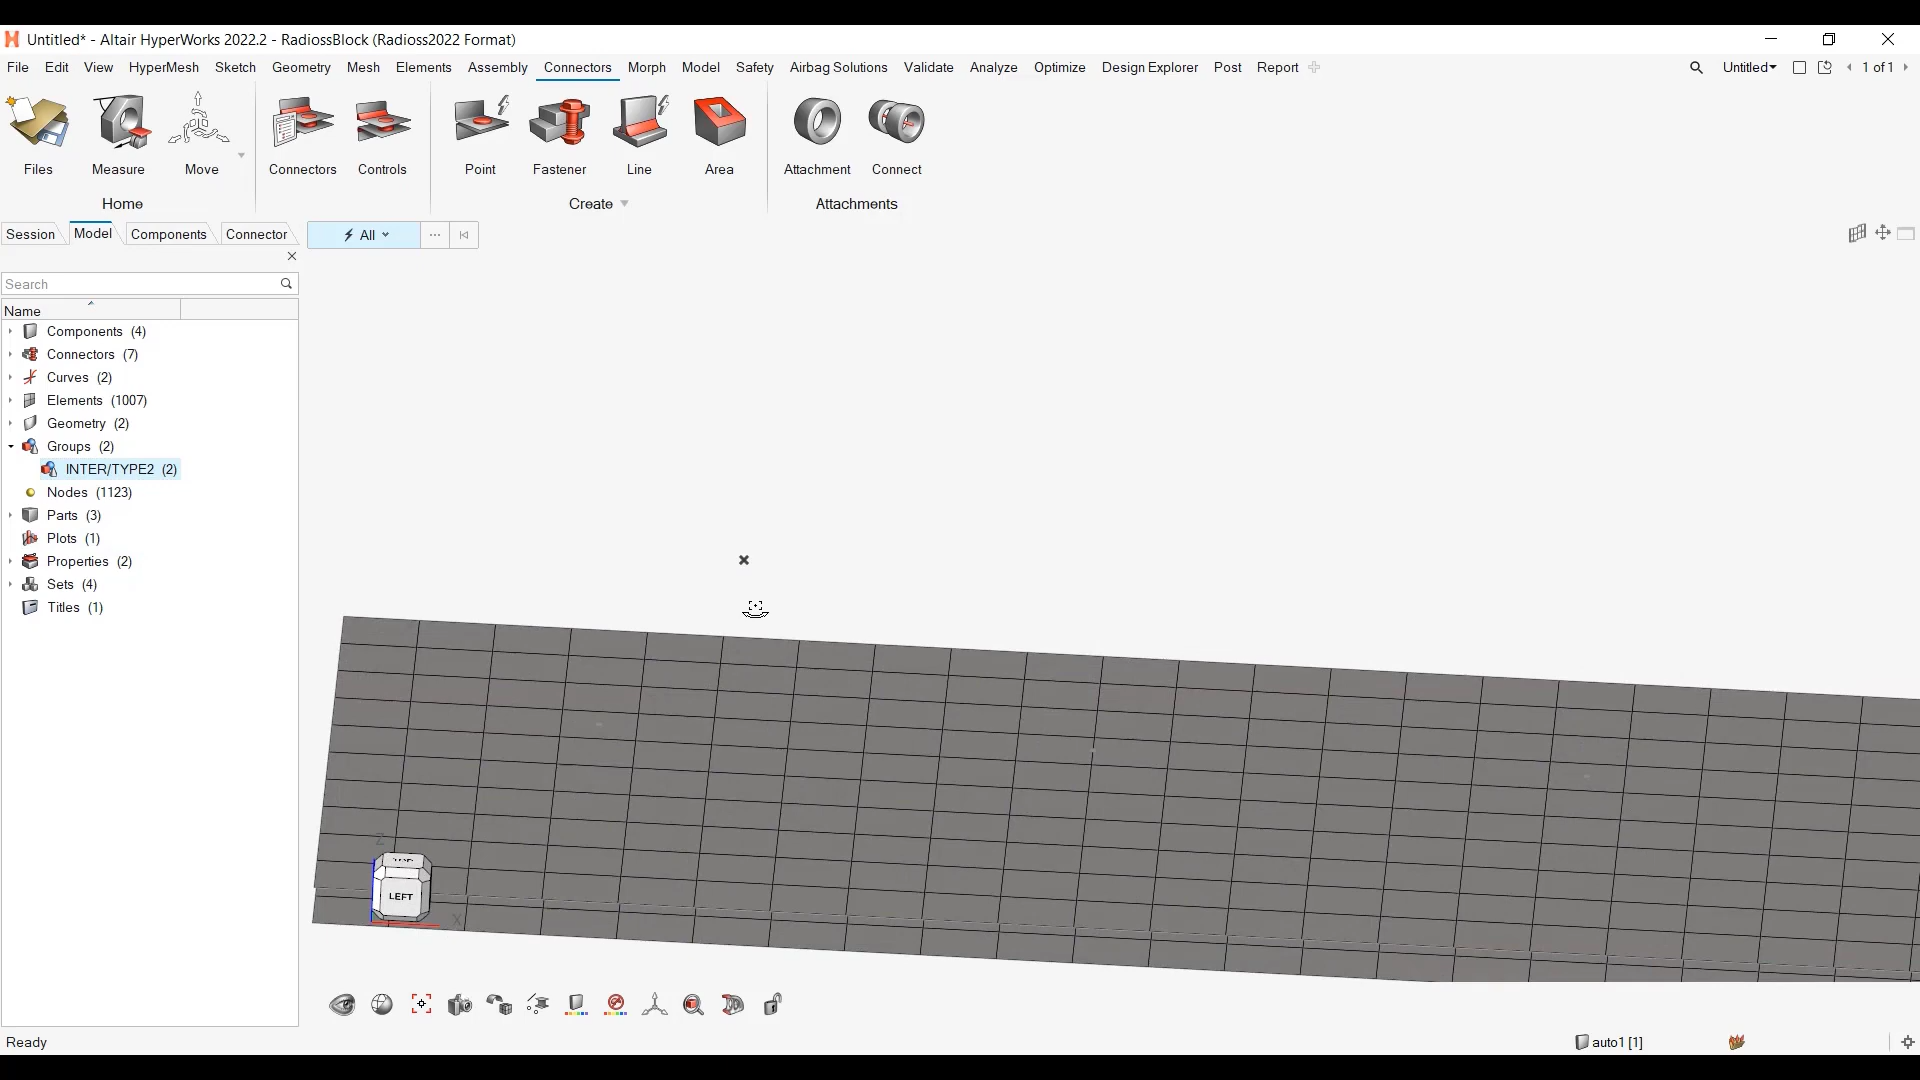 Untitled* - Altair HyperWorks 2022.2 - RadiossBlock (Radioss2022 Format)
File Edit View HyperMesh Sketch Geometry Mesh Elements Assembly Connectors Morph Model Safety Airbag Solutions Validate Analyze Optimize Design Explorer Post Report Untitled 1 of 1
Files Measure Move Connectors Controls Point Fastener Line Area Attachment Connect
Home Create Attachments
Session Model Components Connector All ...
Search
Name
Components (4)
Connectors (7)
Curves (2)
Elements (1007)
Geometry (2)
Groups (2)
INTER/TYPE2 (2)
Nodes (1123)
Parts (3)
Plots (1)
Properties (2)
Sets (4)
Titles (1)
Z
TOP
LEFT
X
Ready auto1 [1]